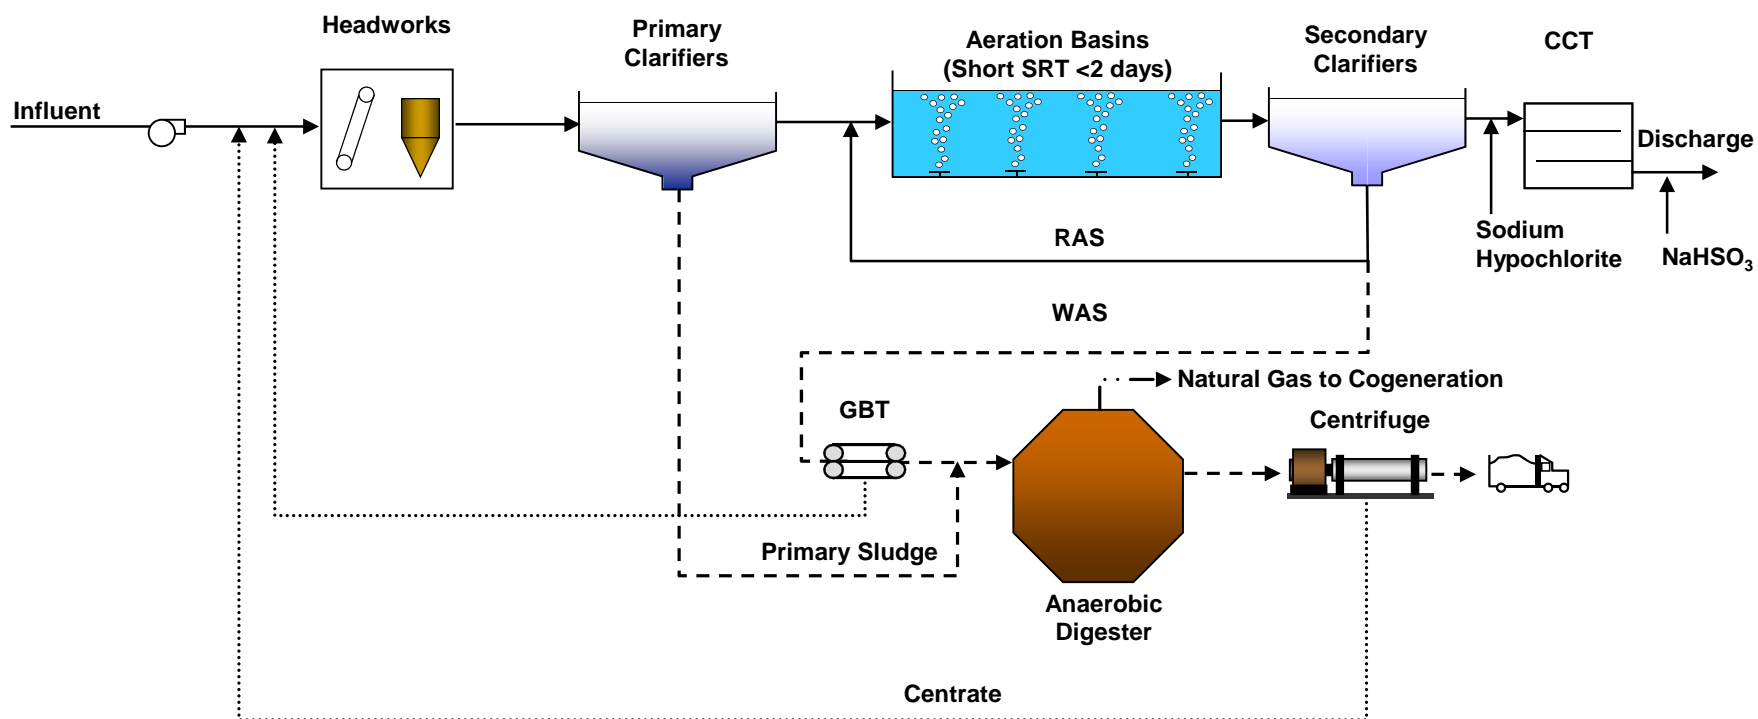 Headworks
Primary
Clarifiers
Aeration Basins
(Short SRT <2 days)
Secondary
Clarifiers
CCT
Influent
Discharge
RAS
Sodium
Hypochlorite
NaHSO3
WAS
Natural Gas to Cogeneration
GBT
Centrifuge
Primary Sludge
Anaerobic
Digester
Centrate